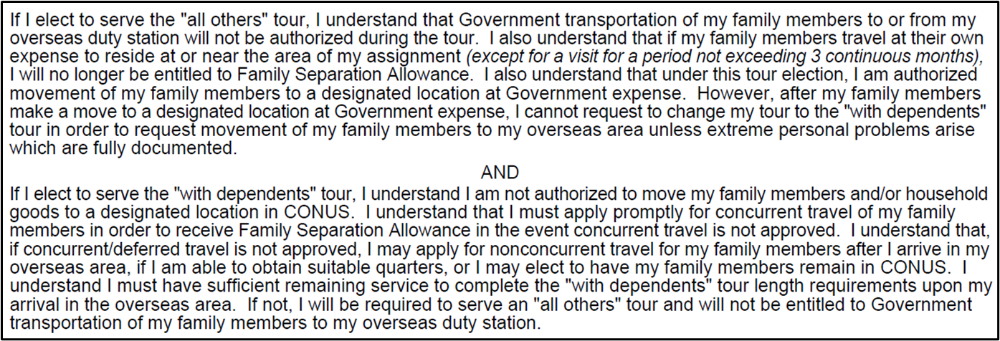 If I elect to serve the "all others" tour, I understand that Government transportation of my family members to or from my
overseas duty station will not be authorized during the tour.  I also understand that if my family members travel at their own
expense to reside at or near the area of my assignment (except for a visit for a period not exceeding 3 continuous months),
I will no longer be entitled to Family Separation Allowance.  I also understand that under this tour election, I am authorized
movement of my family members to a designated location at Government expense.  However, after my family members
make a move to a designated location at Government expense, I cannot request to change my tour to the "with dependents"
tour in order to request movement of my family members to my overseas area unless extreme personal problems arise
which are fully documented.
AND
If I elect to serve the "with dependents" tour, I understand I am not authorized to move my family members and/or household
goods to a designated location in CONUS.  I understand that I must apply promptly for concurrent travel of my family
members in order to receive Family Separation Allowance in the event concurrent travel is not approved.  I understand that,
if concurrent/deferred travel is not approved, I may apply for nonconcurrent travel for my family members after I arrive in my
overseas area, if I am able to obtain suitable quarters, or I may elect to have my family members remain in CONUS.  I
understand I must have sufficient remaining service to complete the "with dependents" tour length requirements upon my
arrival in the overseas area.  If not, I will be required to serve an "all others" tour and will not be entitled to Government
transportation of my family members to my overseas duty station.